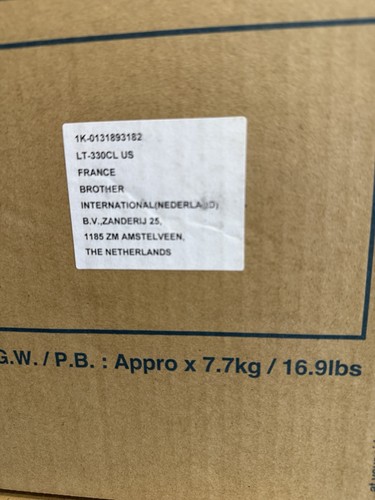 1K-0131893182
LT-330CL US
FRANCE
BROTHER
INTERNATIONAL(NEDERLAND)
B.V.,ZANDERIJ 25,
1185 ZM AMSTELVEEN,
THE NETHERLANDS
G.W. / P.B. : Appro x 7.7kg / 16.9lbs